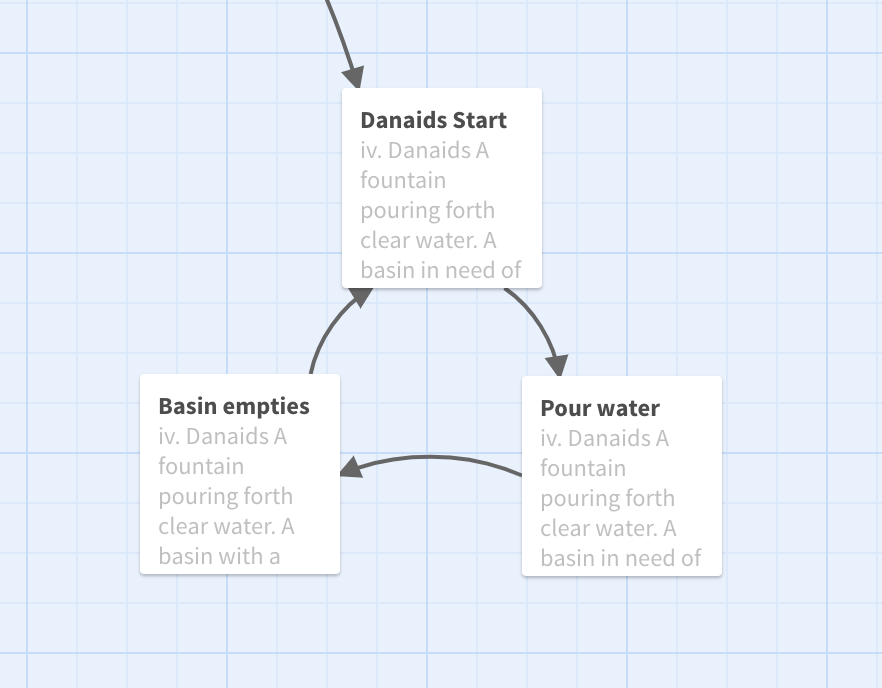 Danaids Start
iv. Danaids A
fountain
pouring forth
clear water. A
basin in need of
Basin empties
iv. Danaids A
fountain
pouring forth
clear water. A
basin with a
Pour water
iv. Danaids A
fountain
pouring forth
clear water. A
basin in need of